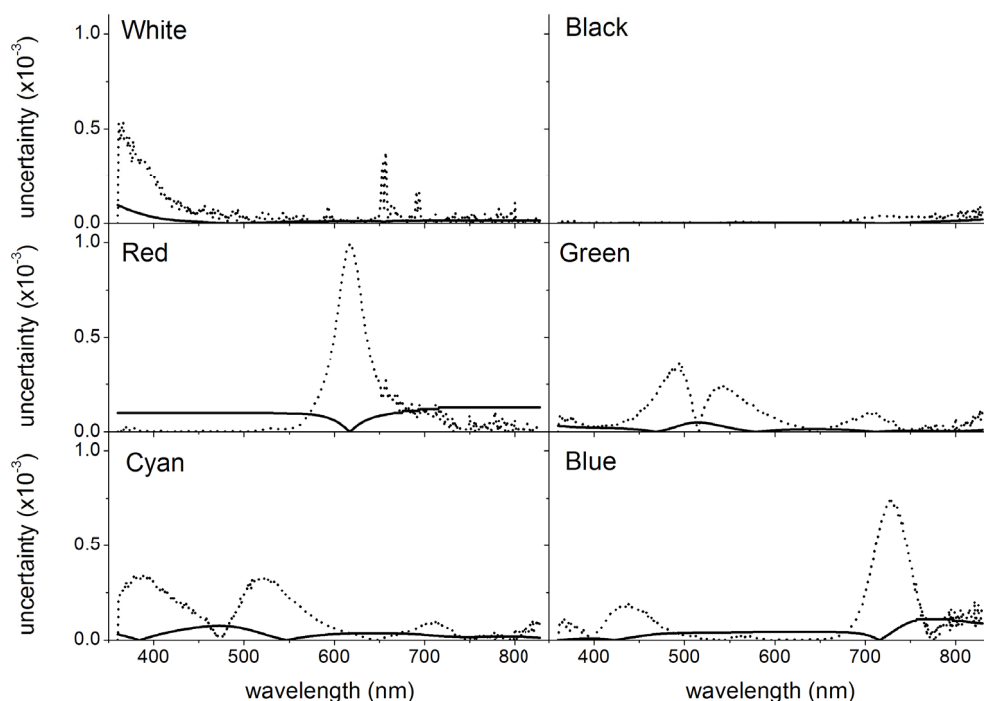 White
Black
uncertainty (x10⁻³)
1.0
0.5
0.0
Red
Green
uncertainty (x10⁻³)
1.0
0.5
0.0
Cyan
Blue
uncertainty (x10⁻³)
1.0
0.5
0.0
400 500 600 700 800 400 500 600 700 800
wavelength (nm) wavelength (nm)